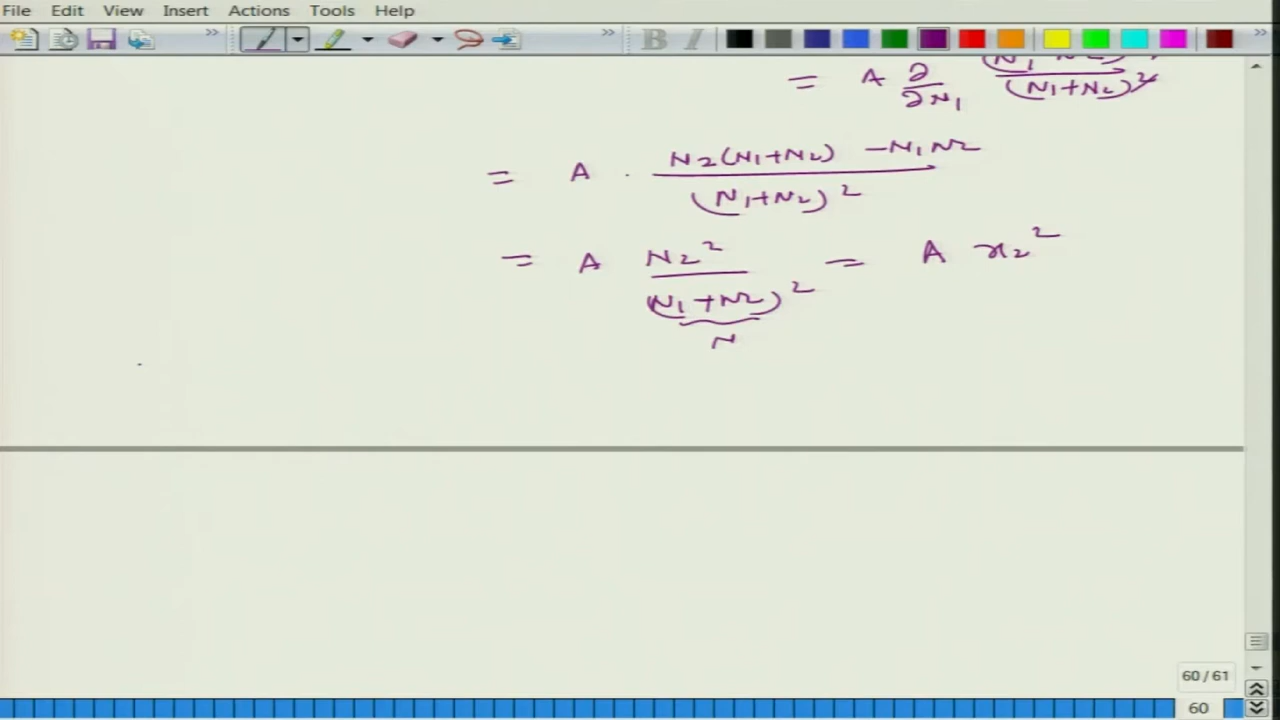 File Edit View Insert Actions Tools Help
= A ∂/∂N1 /(N1+N2)²
= A . N2(N1+N2) -N1N2 / (N1+N2)²
= A N2² / (N1+N2)² = A x2²
N
60 / 61
60